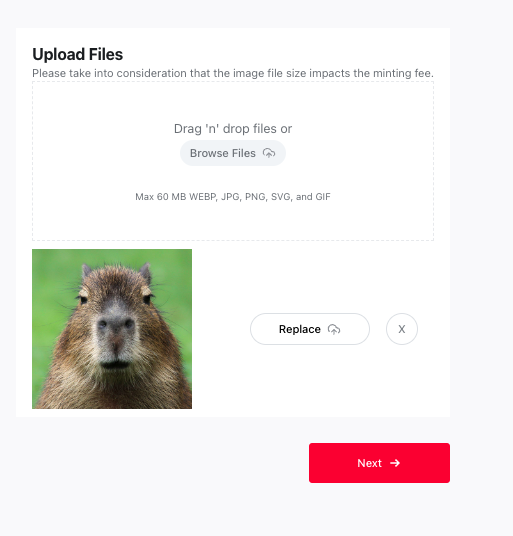 Upload Files
Please take into consideration that the image file size impacts the minting fee.
Drag 'n' drop files or
Browse Files
Max 60 MB WEBP, JPG, PNG, SVG, and GIF
Replace
X
Next